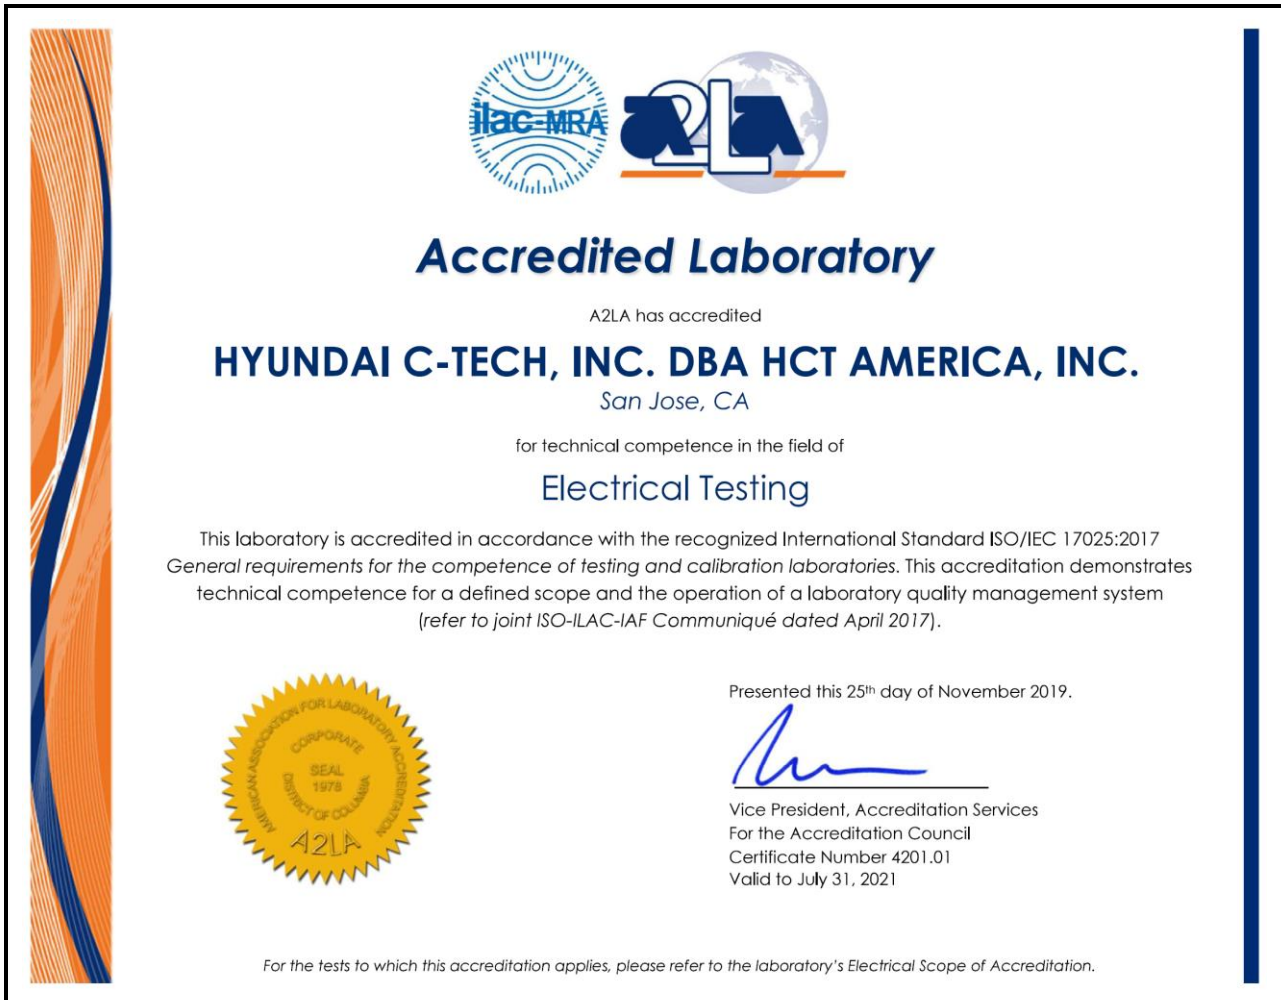 ilac-MRA
A2LA
Accredited Laboratory
A2LA has accredited
HYUNDAI C-TECH, INC. DBA HCT AMERICA, INC.
San Jose, CA
for technical competence in the field of
Electrical Testing
This laboratory is accredited in accordance with the recognized International Standard ISO/IEC 17025:2017
General requirements for the competence of testing and calibration laboratories. This accreditation demonstrates
technical competence for a defined scope and the operation of a laboratory quality management system
(refer to joint ISO-ILAC-IAF Communiqué dated April 2017).
AMERICAN ASSOCIATION FOR LABORATORY ACCREDITATION
CORPORATE
SEAL
1978
DISTRICT OF COLUMBIA
A2LA
Presented this 25th day of November 2019.
Vice President, Accreditation Services
For the Accreditation Council
Certificate Number 4201.01
Valid to July 31, 2021
For the tests to which this accreditation applies, please refer to the laboratory's Electrical Scope of Accreditation.